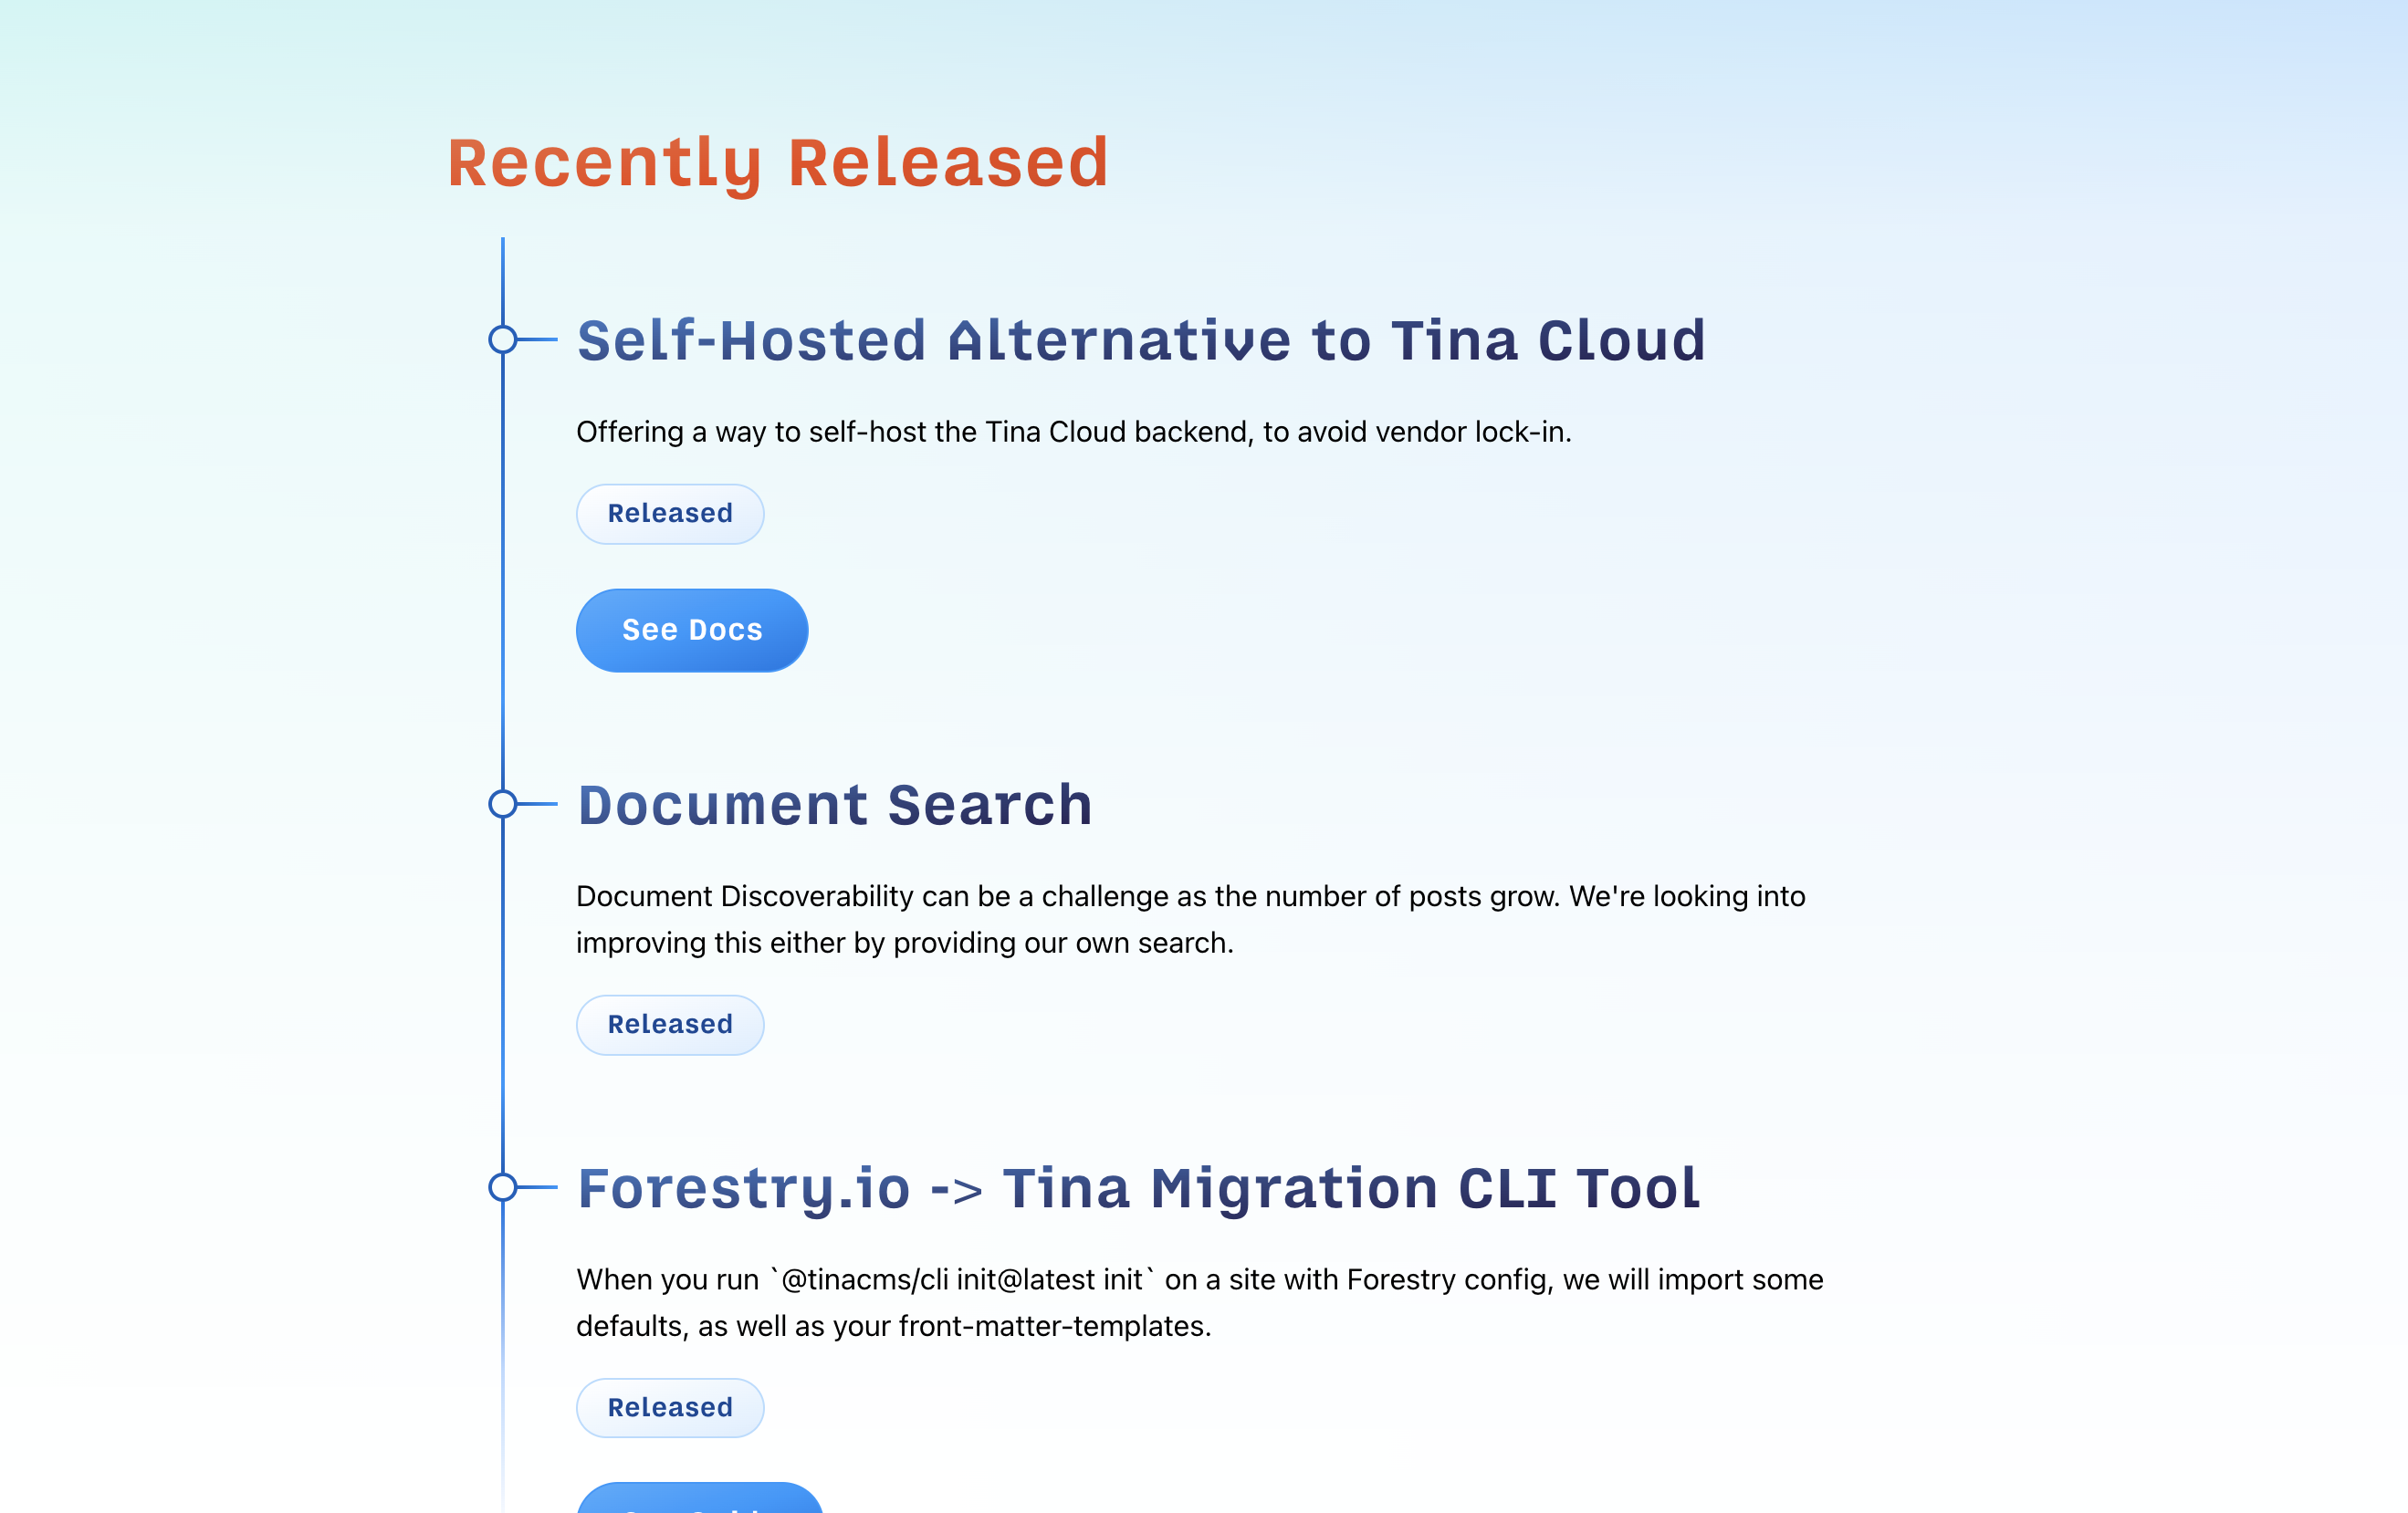 Recently Released
Self-Hosted Alternative to Tina Cloud
Offering a way to self-host the Tina Cloud backend, to avoid vendor lock-in.
Released
See Docs
Document Search
Document Discoverability can be a challenge as the number of posts grow. We're looking into
improving this either by providing our own search.
Released
Forestry.io -> Tina Migration CLI Tool
When you run `@tinacms/cli init@latest init` on a site with Forestry config, we will import some
defaults, as well as your front-matter-templates.
Released